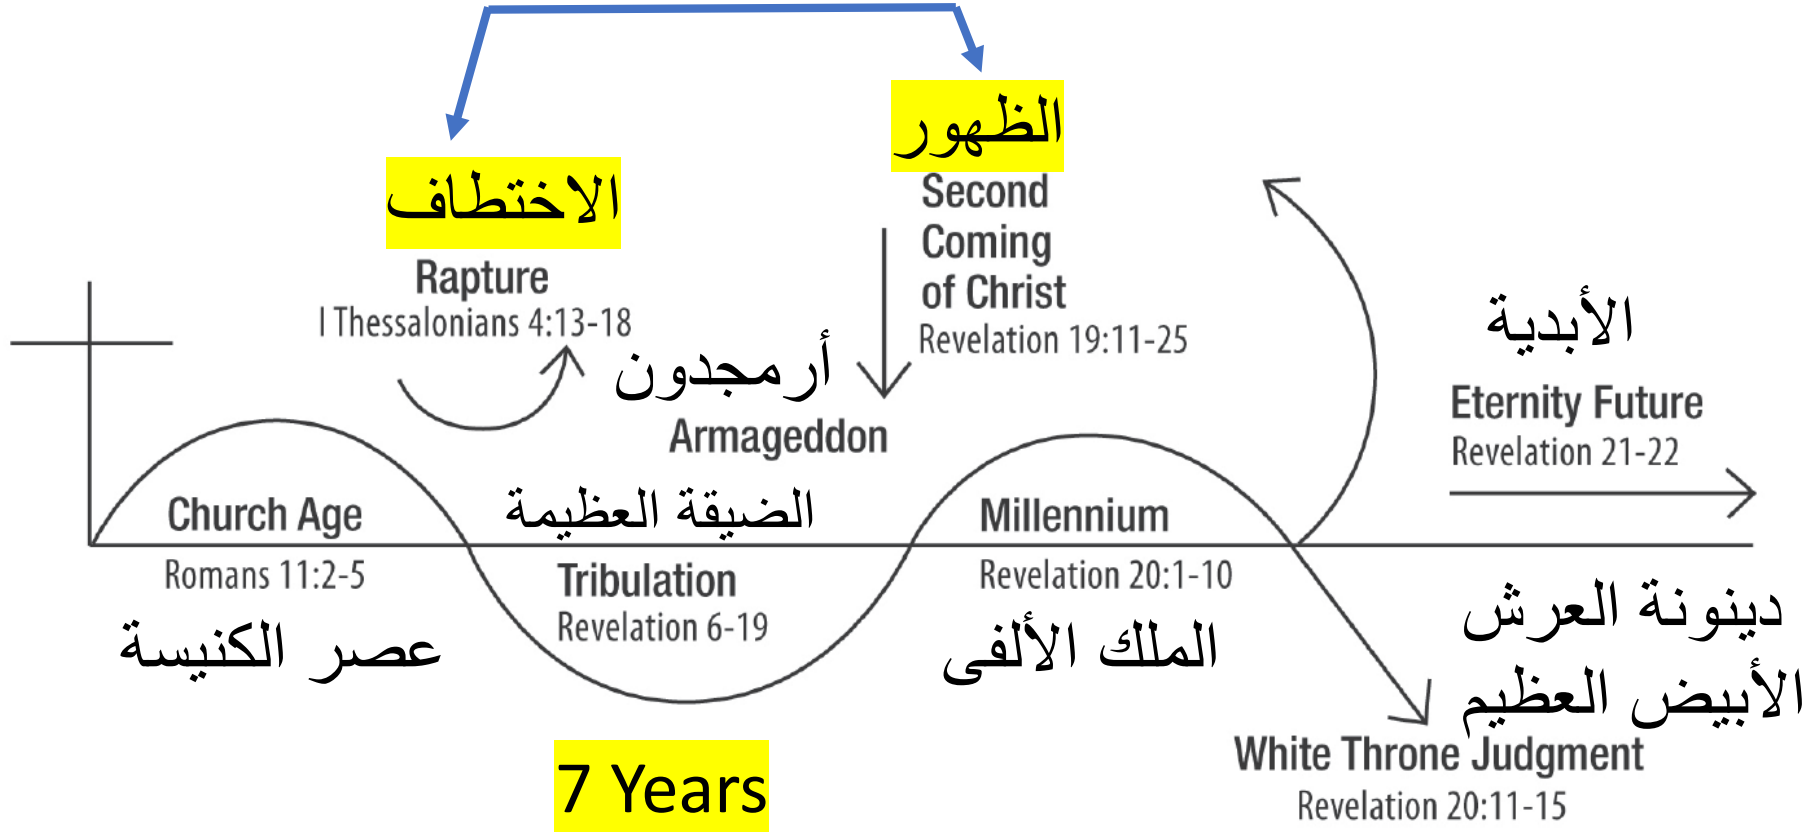 الظهور
الاختطاف
Second
Coming
of Christ
Revelation 19:11-25
Rapture
I Thessalonians 4:13-18
أرمجدون
Armageddon
الأبدية
Eternity Future
Revelation 21-22
Church Age
Romans 11:2-5
عصر الكنيسة
الضيقة العظيمة
Tribulation
Revelation 6-19
7 Years
Millennium
Revelation 20:1-10
الملك الألفى
دينونة العرش
الأبيض العظيم
White Throne Judgment
Revelation 20:11-15